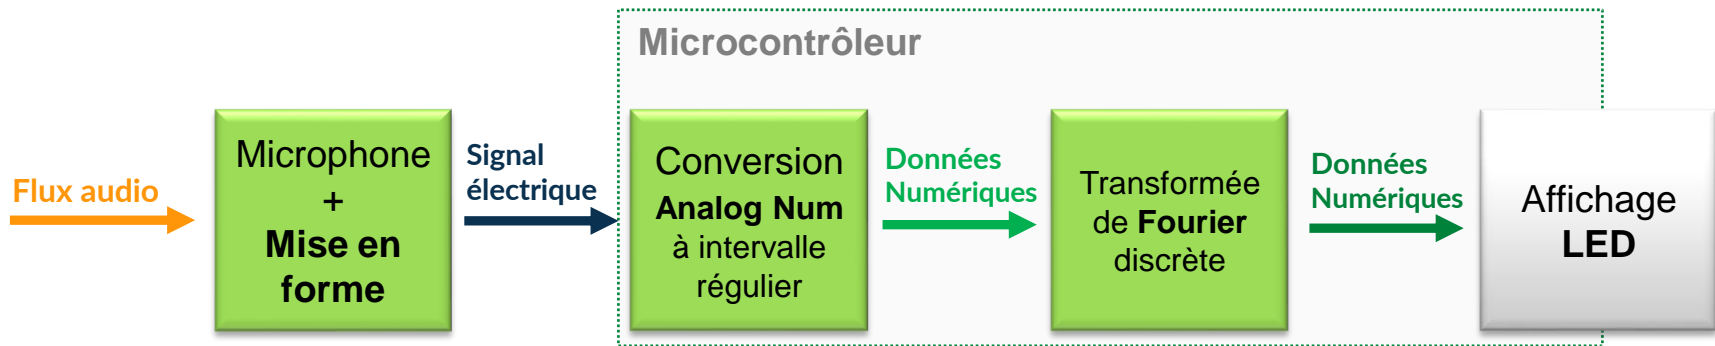 Microcontrôleur
Flux audio
Microphone
+
Mise en
forme
Signal
électrique
Conversion
Analog Num
à intervalle
régulier
Données
Numériques
Transformée
de Fourier
discrète
Données
Numériques
Affichage
LED